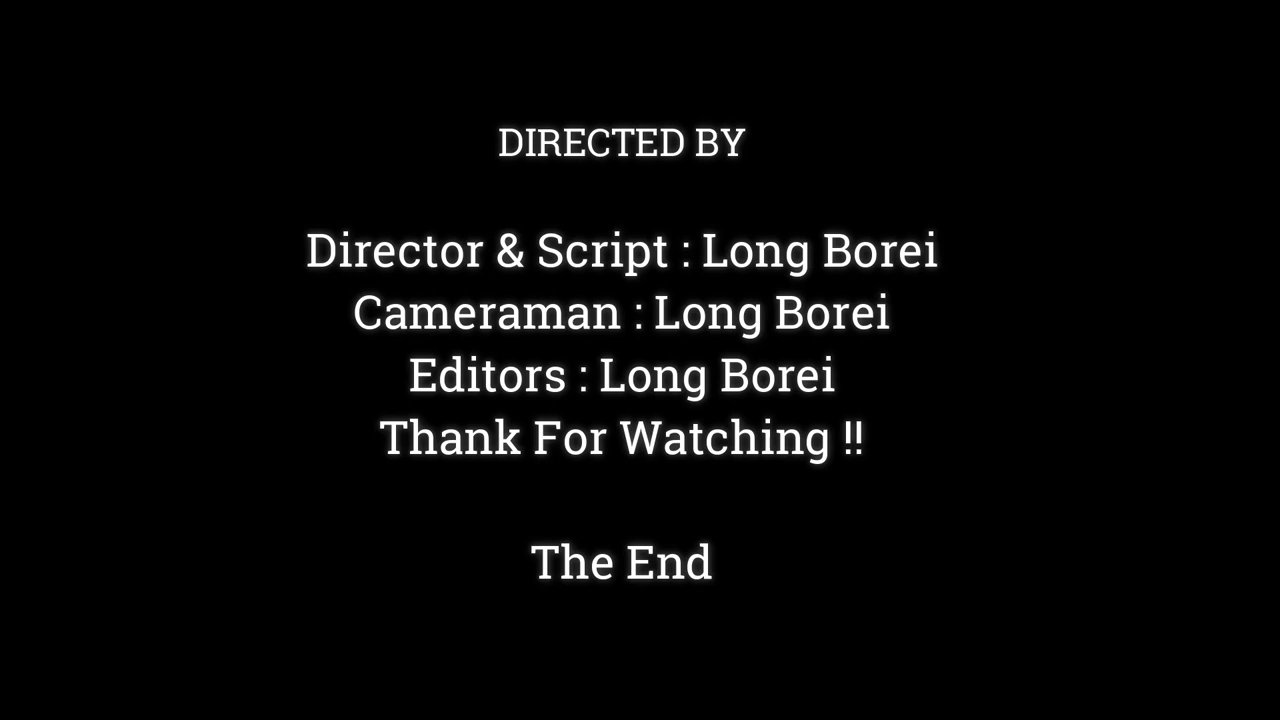 DIRECTED BY
Director & Script : Long Borei
Cameraman : Long Borei
Editors : Long Borei
Thank For Watching !!
The End